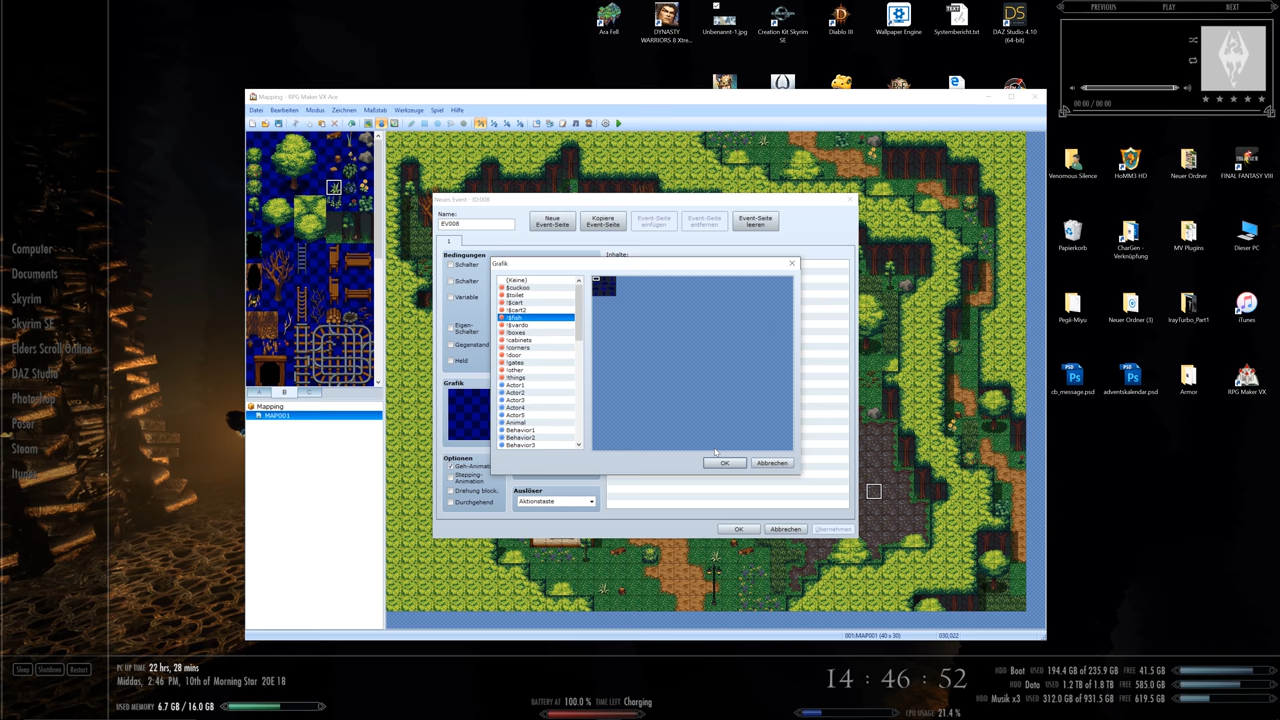 PREVIOUS PLAY NEXT
Ara Fell
DYNASTY
WARRIORS 8 Xtre...
Unbenannt-1.jpg
Creation Kit Skyrim
SE
Diablo III
Wallpaper Engine
Systembericht.txt
DAZ Studio 4.10
(64-bit)
00:00 / 00:00
Mapping - RPG Maker VX Ace
Datei Bearbeiten Modus Zeichnen Maßstab Werkzeuge Spiel Hilfe
Venomous Silence
HoMM3 HD
Neuer Ordner
FINAL FANTASY VIII
Papierkorb
CharGen -
Verknüpfung
MV Plugins
Dieser PC
Pegii-Miyu
Neuer Ordner (3)
IrayTurbo_Part1
iTunes
cb_message.psd
adventskalendar.psd
Armor
RPG Maker VX
Computer
Documents
Skyrim
Skyrim SE
Elders Scroll Online
DAZ Studio
Photoshop
Poser
Steam
Itunes
A B C
Mapping
MAP001
Neues Event - ID:008
Name:
EV008
Neue
Event-Seite
Kopiere
Event-Seite
Event-Seite
einfügen
Event-Seite
entfernen
Event-Seite
leeren
1
Bedingungen
Schalter
Schalter
Variable
Eigen-
Schalter
Gegenstand
Held
Inhalte:
Grafik
Grafik
(Keine)
$cuckoo
$toilet
!$cart
!$cart2
!$fish
!$vardo
!boxes
!cabinets
!corners
!door
!gates
!other
!things
Actor1
Actor2
Actor3
Actor4
Actor5
Animal
Behavior1
Behavior2
Behavior3
OK Abbrechen
Optionen
Geh-Animati
Stepping-
Animation
Drehung block.
Durchgehend
Auslöser
Aktionstaste
OK Abbrechen Übernehmen
001:MAP001 (40 x 30) 030,022
Sleep Shutdown Restart
PC UP TIME 22 hrs, 28 mins
Middas, 2:46 PM, 10th of Morning Star 20E 18
USED MEMORY 6.7 GB / 16.0 GB
BATTERY AT 100.0 % TIME LEFT Charging
14 : 46 : 52
CPU USAGE 21.4 %
HDD Boot USED 194.4 GB of 235.9 GB FREE 41.5 GB
HDD Data USED 1.2 TB of 1.8 TB FREE 585.0 GB
HDD Musik x3 USED 312.0 GB of 931.5 GB FREE 619.5 GB